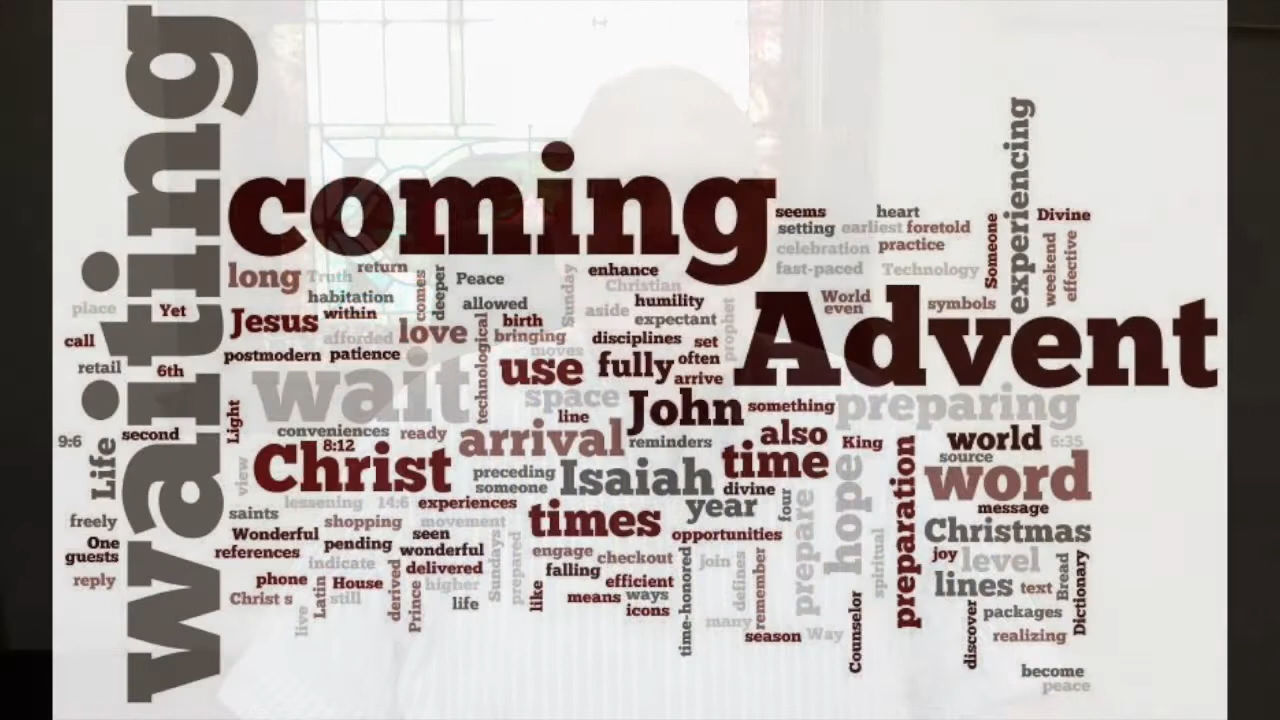 waiting
coming
Advent
experiencing
seems
heart
Divine
setting
earliest
foretold
celebration
practice
Someone
weekend
effective
fast-paced
Technology
long
Truth
return
comes
deeper
Peace
Sunday
enhance
Christian
habitation
within
allowed
humility
aside
expectant
prophet
World
even
symbols
place
Yet
Jesus
afforded
love
technological
birth
bringing
disciplines
set
call
postmodern
patience
moves
use
fully
often
arrive
retail
6th
wait
space
John
something
preparing
Light
line
9:6
second
conveniences
ready
8:12
arrival
reminders
also
King
world
6:35
Life
view
Christ
preceding
someone
Isaiah
time
divine
source
word
lessening
14:6
experiences
year
four
hope
preparation
message
freely
saints
shopping
movement
times
opportunities
prepare
Christmas
One
guests
Wonderful
references
pending
seen
wonderful
Sundays
prepared
engage
checkout
time-honored
join
defines
remember
spiritual
joy
level
reply
indicate
delivered
falling
efficient
phone
Latin
House
derived
Prince
higher
like
means
ways
lines
text
Bread
Dictionary
Christ s
live
still
life
icons
many
season
Way
Counselor
discover
packages
realizing
become
peace